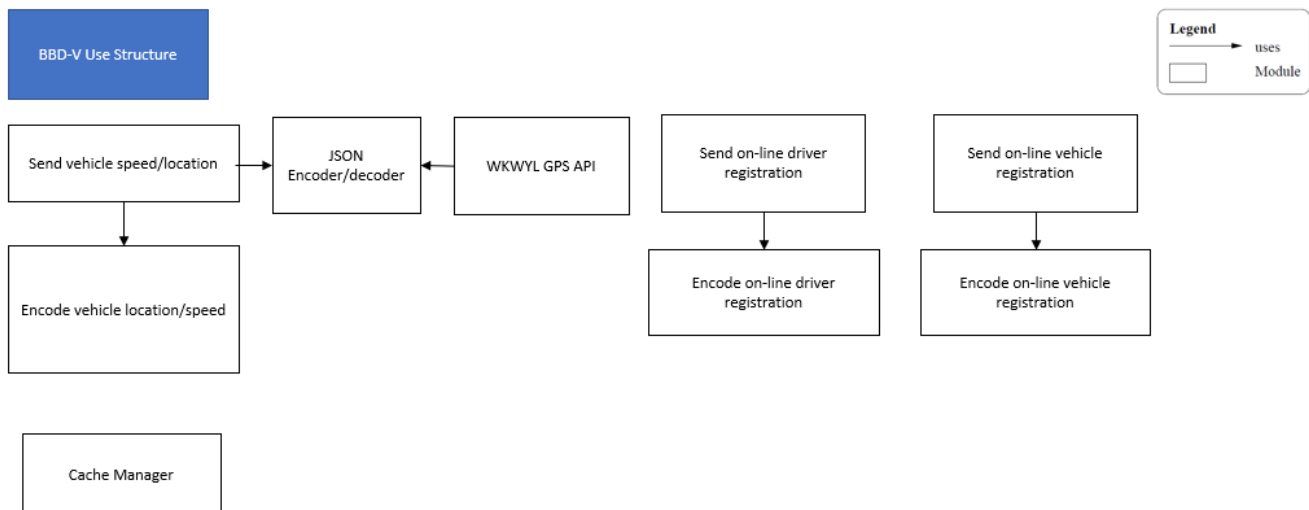 BBD-V Use Structure
Legend
uses
Module
Send vehicle speed/location
JSON
Encoder/decoder
WKWYL GPS API
Send on-line driver
registration
Send on-line vehicle
registration
Encode vehicle location/speed
Encode on-line driver
registration
Encode on-line vehicle
registration
Cache Manager